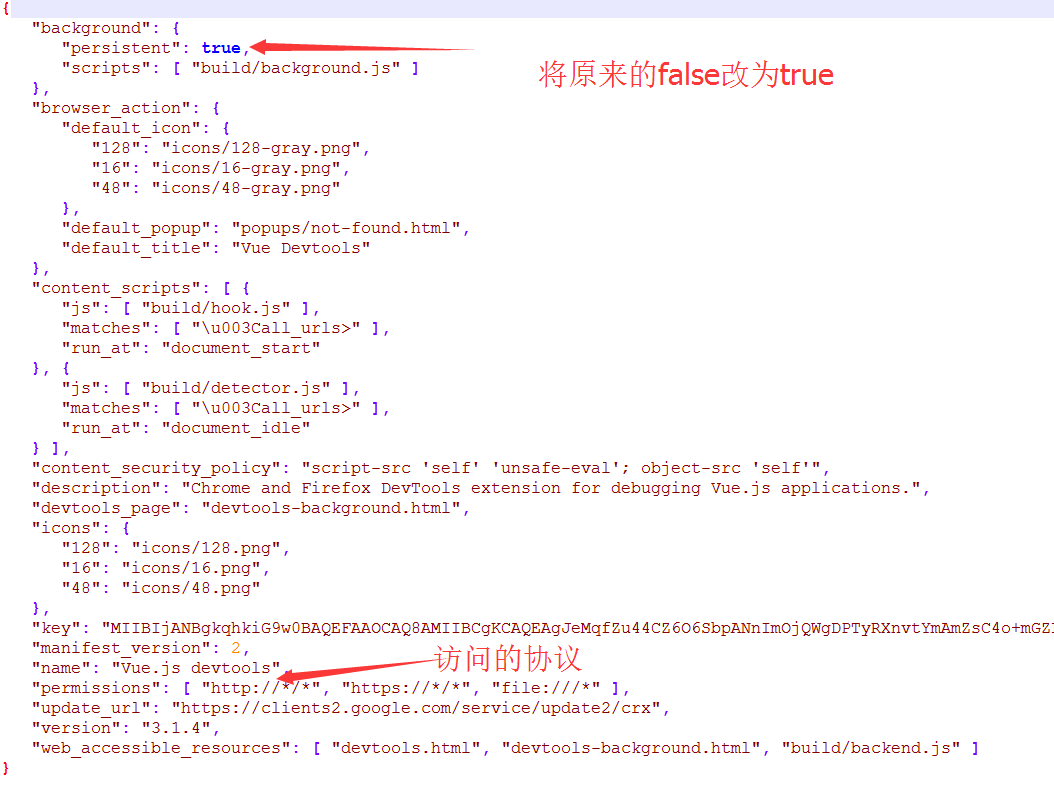 {
"background": {
"persistent": true,
将原来的false改为true
"scripts": [ "build/background.js" ]
},
"browser_action": {
"default_icon": {
"128": "icons/128-gray.png",
"16": "icons/16-gray.png",
"48": "icons/48-gray.png"
},
"default_popup": "popups/not-found.html",
"default_title": "Vue Devtools"
},
"content_scripts": [ {
"js": [ "build/hook.js" ],
"matches": [ "\u003Call_urls>" ],
"run_at": "document_start"
}, {
"js": [ "build/detector.js" ],
"matches": [ "\u003Call_urls>" ],
"run_at": "document_idle"
} ],
"content_security_policy": "script-src 'self' 'unsafe-eval'; object-src 'self'",
"description": "Chrome and Firefox DevTools extension for debugging Vue.js applications.",
"devtools_page": "devtools-background.html",
"icons": {
"128": "icons/128.png",
"16": "icons/16.png",
"48": "icons/48.png"
},
"key": "MIIBIjANBgkqhkiG9w0BAQEFAAOCAQ8AMIIBCgKCAQEAgJeMqfZu44CZ6O6SbpANnImOjQWgDPTyRXnvtYmAmZsC4o+mGZ
"manifest_version": 2,
"name": "Vue.js devtools",
访问的协议
"permissions": [ "http://*/*", "https://*/*", "file:///*" ],
"update_url": "https://clients2.google.com/service/update2/crx",
"version": "3.1.4",
"web_accessible_resources": [ "devtools.html", "devtools-background.html", "build/backend.js" ]
}